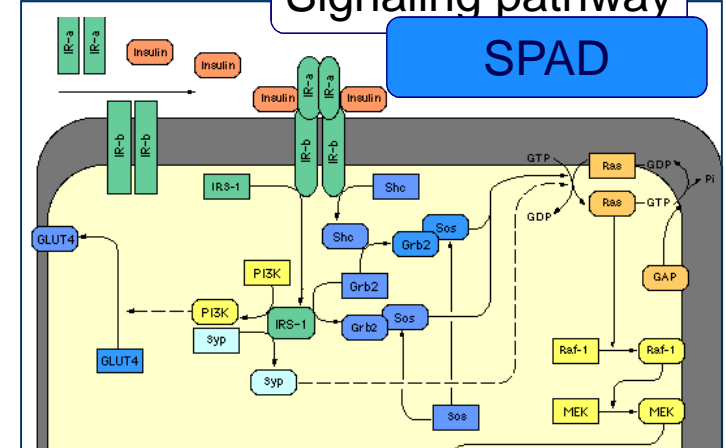 Signaling pathway
SPAD
IR-a
IR-a
Insulin
Insulin
Insulin
IR-a
IR-a
Insulin
IR-b
IR-b
IR-b
IR-b
IRS-1
Shc
GTP
Ras
GDP
Pi
Ras
GTP
GDP
GLUT4
Shc
Sos
Grb2
PI3K
Grb2
GAP
PI3K
IRS-1
Grb2
Sos
Syp
GLUT4
Raf-1
Raf-1
Syp
Sos
MEK
MEK